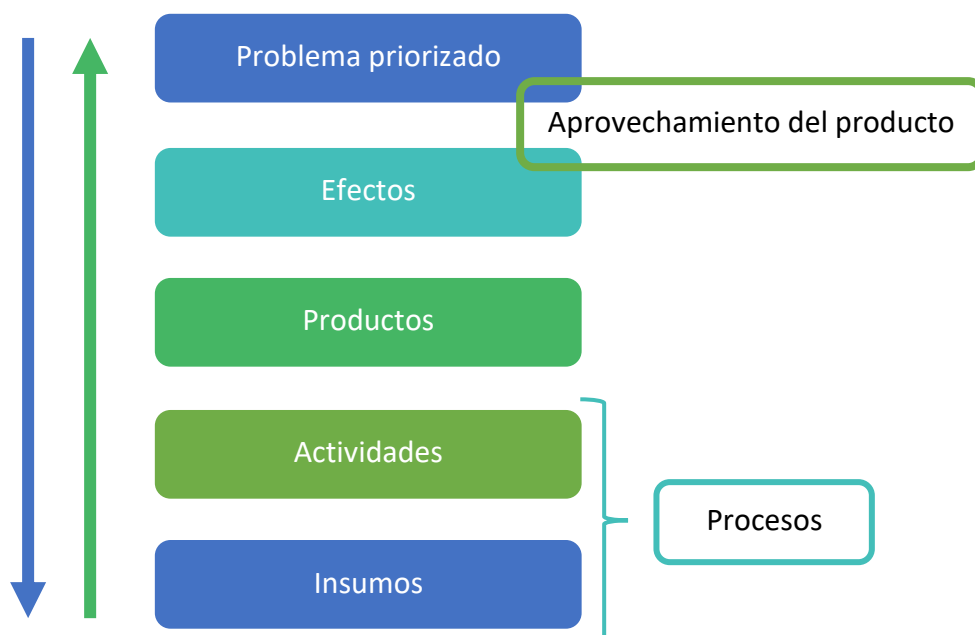 Problema priorizado
Aprovechamiento del producto
Efectos
Productos
Actividades
Procesos
Insumos